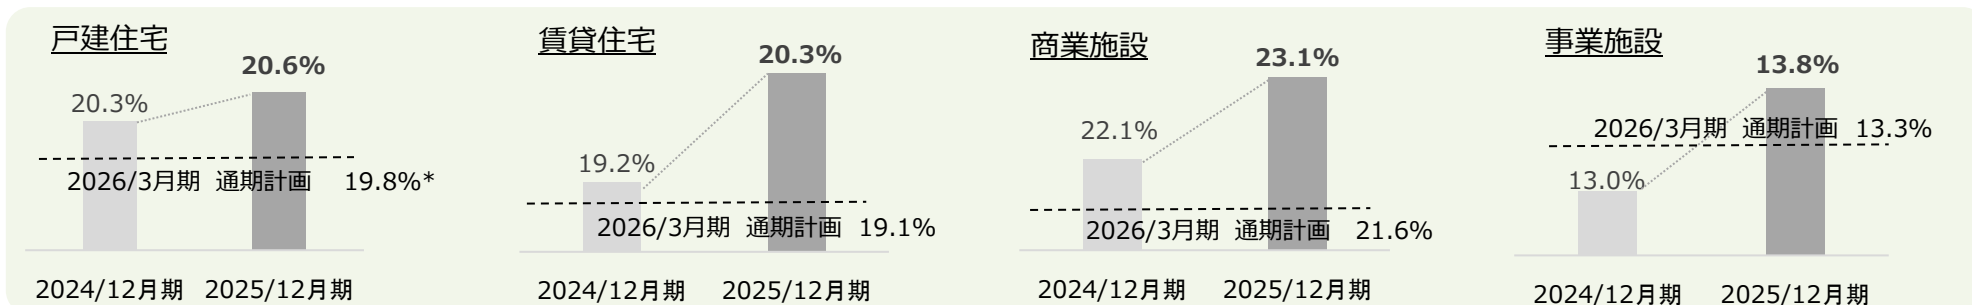 戸建住宅
20.6%
20.3%
2026/3月期 通期計画 19.8%*
2024/12月期 2025/12月期
賃貸住宅
20.3%
19.2%
2026/3月期 通期計画 19.1%
2024/12月期 2025/12月期
商業施設
23.1%
22.1%
2026/3月期 通期計画 21.6%
2024/12月期 2025/12月期
事業施設
13.8%
2026/3月期 通期計画 13.3%
13.0%
2024/12月期 2025/12月期